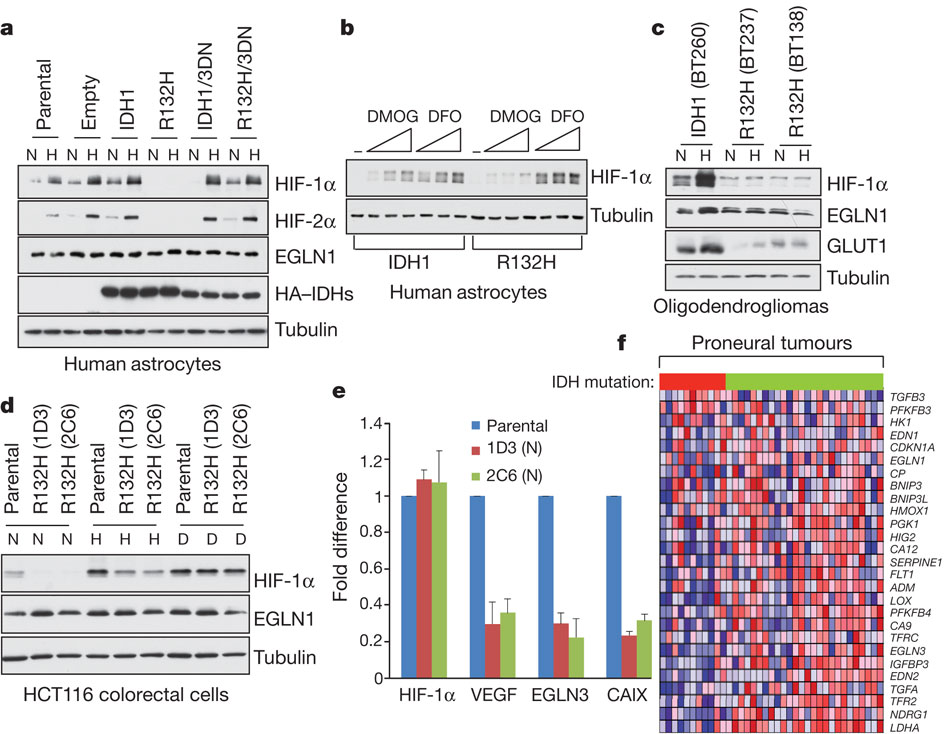 a
Parental
Empty
IDH1
R132H
IDH1/3DN
R132H/3DN
N H N H N H N H N H N H
HIF-1α
HIF-2α
EGLN1
HA–IDHs
Tubulin
Human astrocytes
b
DMOG DFO DMOG DFO
– –
HIF-1α
Tubulin
IDH1 R132H
Human astrocytes
c
IDH1 (BT260)
R132H (BT237)
R132H (BT138)
N H N H N H
HIF-1α
EGLN1
GLUT1
Tubulin
Oligodendrogliomas
d
Parental
R132H (1D3)
R132H (2C6)
Parental
R132H (1D3)
R132H (2C6)
Parental
R132H (1D3)
R132H (2C6)
N N N H H H D D D
HIF-1α
EGLN1
Tubulin
HCT116 colorectal cells
e
Fold difference
1.4
1.2
1
0.8
0.6
0.4
0.2
0
Parental
1D3 (N)
2C6 (N)
HIF-1α VEGF EGLN3 CAIX
f
Proneural tumours
IDH mutation:
TGFB3
PFKFB3
HK1
EDN1
CDKN1A
EGLN1
CP
BNIP3
BNIP3L
HMOX1
PGK1
HIG2
CA12
SERPINE1
FLT1
ADM
LOX
PFKFB4
CA9
TFRC
EGLN3
IGFBP3
EDN2
TGFA
TFR2
NDRG1
LDHA